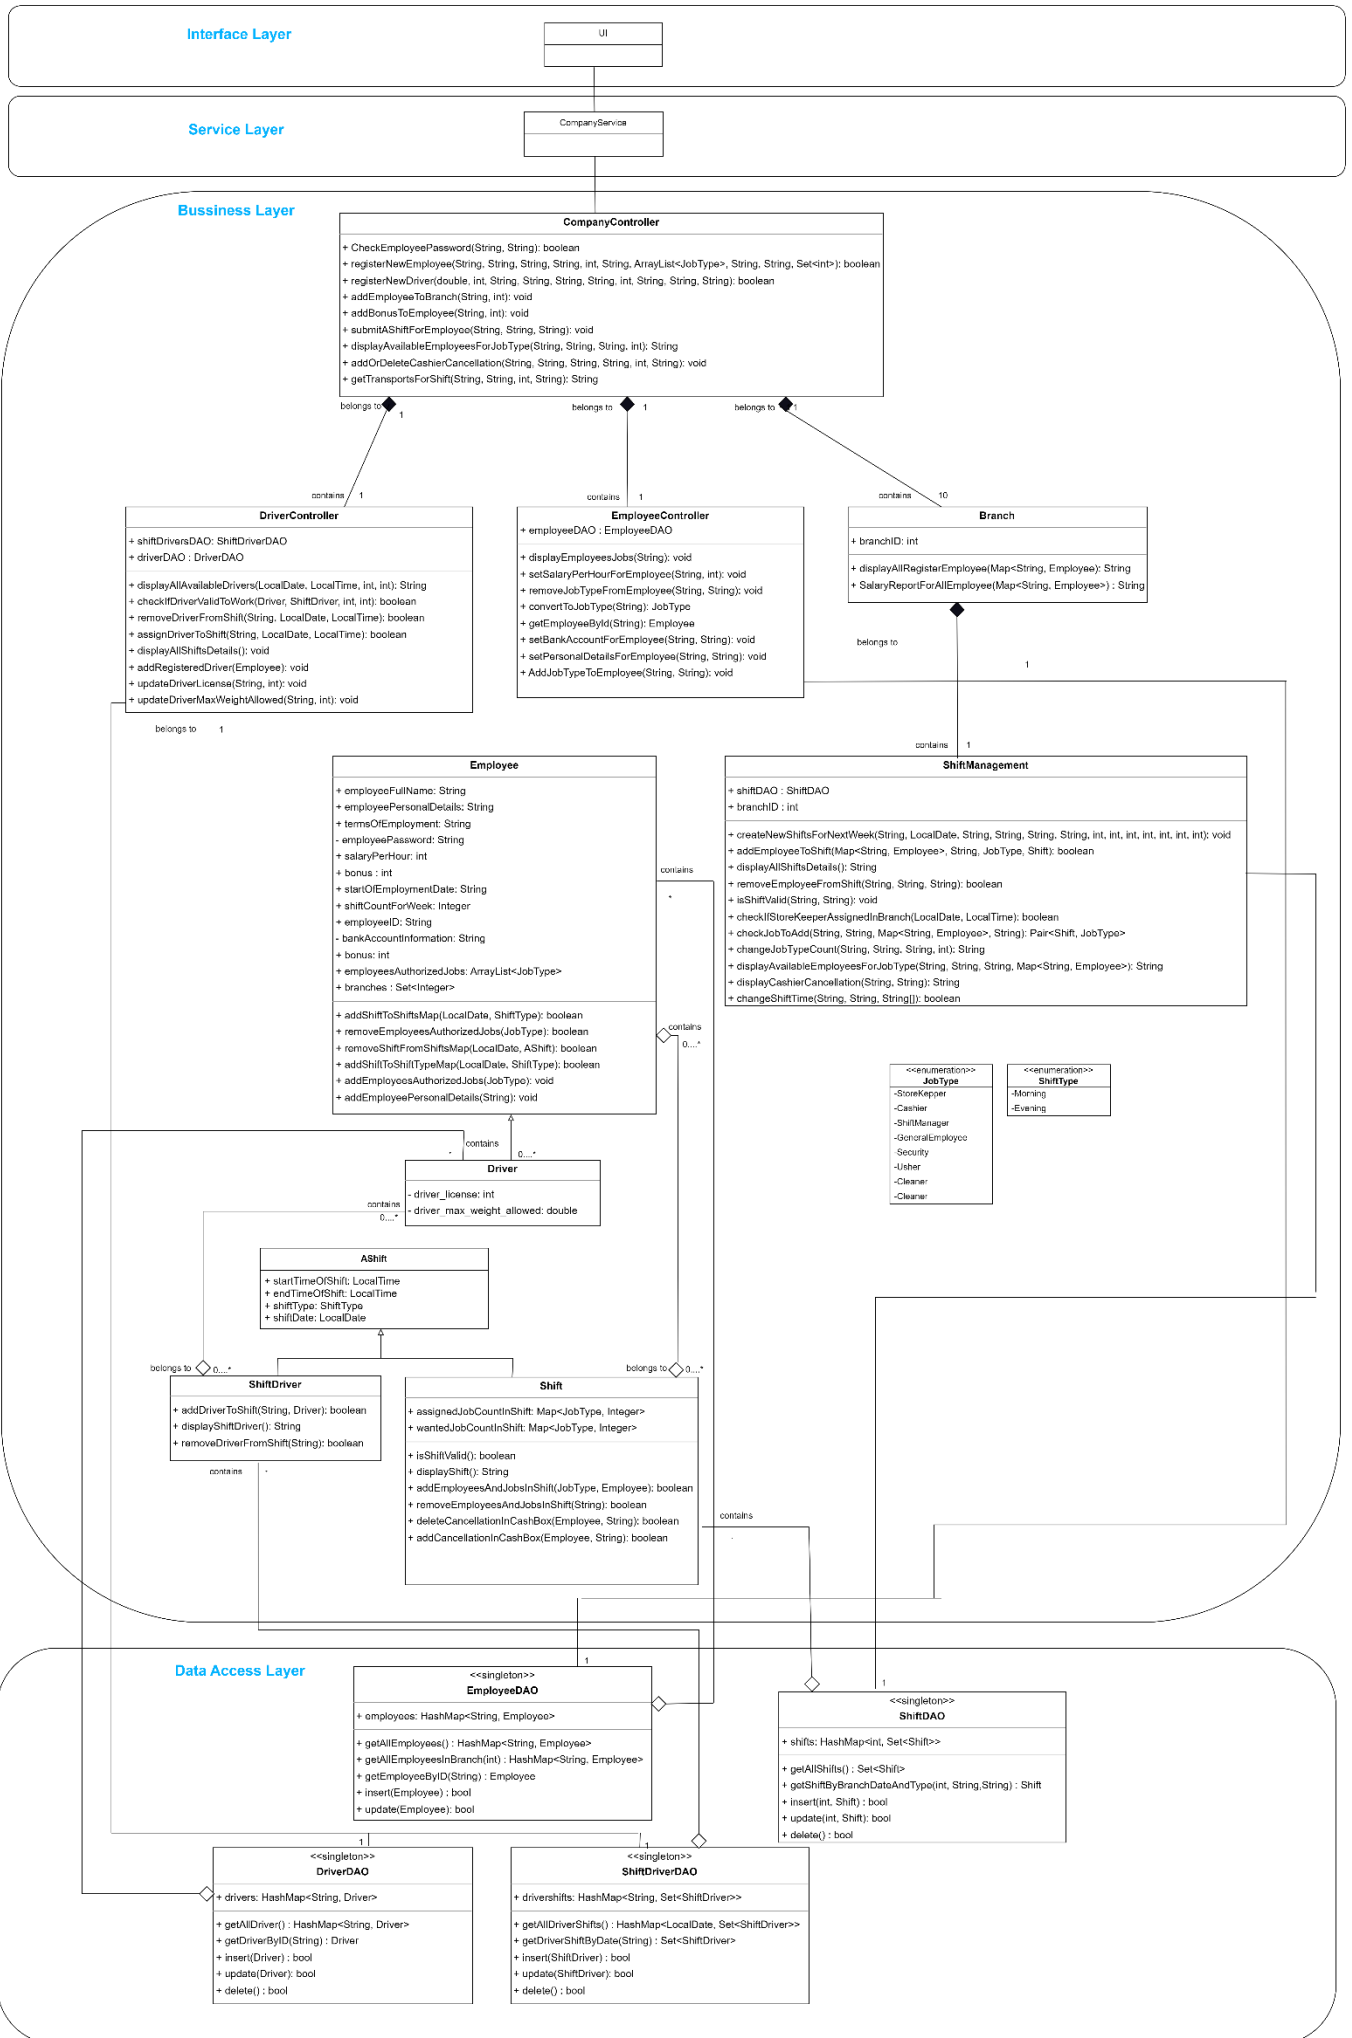 Interface Layer
UI
Service Layer
CompanyService
Bussiness Layer
CompanyController
+ CheckEmployeePassword(String, String): boolean
+ registerNewEmployee(String, String, String, String, int, String, ArrayList<JobType>, String, String, Set<int>): boolean
+ registerNewDriver(double, int, String, String, String, String, int, String, String, String): boolean
+ addEmployeeToBranch(String, int): void
+ addBonusToEmployee(String, int): void
+ submitAShiftForEmployee(String, String, String): void
+ displayAvailableEmployeesForJobType(String, String, String, int): String
+ addOrDeleteCashierCancellation(String, String, String, String, int, String): void
+ getTransportsForShift(String, String, int, String): String
belongs to
1
belongs to
1
belongs to
1
contains
1
contains
1
contains
10
DriverController
+ shiftDriversDAO: ShiftDriverDAO
+ driverDAO : DriverDAO
+ displayAllAvailableDrivers(LocalDate, LocalTime, int, int): String
+ checkIfDriverValidToWork(Driver, ShiftDriver, int, int): boolean
+ removeDriverFromShift(String, LocalDate, LocalTime): boolean
+ assignDriverToShift(String, LocalDate, LocalTime): boolean
+ displayAllShiftsDetails(): void
+ addRegisteredDriver(Employee): void
+ updateDriverLicense(String, int): void
+ updateDriverMaxWeightAllowed(String, int): void
EmployeeController
+ employeeDAO : EmployeeDAO
+ displayEmployeesJobs(String): void
+ setSalaryPerHourForEmployee(String, int): void
+ removeJobTypeFromEmployee(String, String): void
+ convertToJobType(String): JobType
+ getEmployeeById(String): Employee
+ setBankAccountForEmployee(String, String): void
+ setPersonalDetailsForEmployee(String, String): void
+ AddJobTypeToEmployee(String, String): void
Branch
+ branchID: int
+ displayAllRegisterEmployee(Map<String, Employee): String
+ SalaryReportForAllEmployee(Map<String, Employee>) : String
belongs to
1
belongs to
1
contains
1
Employee
+ employeeFullName: String
+ employeePersonalDetails: String
+ termsOfEmployment: String
- employeePassword: String
+ salaryPerHour: int
+ bonus : int
+ startOfEmploymentDate: String
+ shiftCountForWeek: Integer
+ employeeID: String
- bankAccountInformation: String
+ bonus: int
+ employeesAuthorizedJobs: ArrayList<JobType>
+ branches : Set<Integer>
+ addShiftToShiftsMap(LocalDate, ShiftType): boolean
+ removeEmployeesAuthorizedJobs(JobType): boolean
+ removeShiftFromShiftsMap(LocalDate, AShift): boolean
+ addShiftToShiftTypeMap(LocalDate, ShiftType): boolean
+ addEmployeesAuthorizedJobs(JobType): void
+ addEmployeePersonalDetails(String): void
contains
*
contains
0....*
ShiftManagement
+ shiftDAO : ShiftDAO
+ branchID : int
+ createNewShiftsForNextWeek(String, LocalDate, String, String, String, String, int, int, int, int, int, int, int): void
+ addEmployeeToShift(Map<String, Employee>, String, JobType, Shift): boolean
+ displayAllShiftsDetails(): String
+ removeEmployeeFromShift(String, String, String): boolean
+ isShiftValid(String, String): void
+ checkIfStoreKeeperAssignedInBranch(LocalDate, LocalTime): boolean
+ checkJobToAdd(String, String, Map<String, Employee>, String): Pair<Shift, JobType>
+ changeJobTypeCount(String, String, String, int): String
+ displayAvailableEmployeesForJobType(String, String, String, Map<String, Employee>): String
+ displayCashierCancellation(String, String): String
+ changeShiftTime(String, String, String[]): boolean
<<enumeration>>
JobType
-StoreKepper
-Cashier
-ShiftManager
-GeneralEmployee
-Security
-Usher
-Cleaner
-Cleaner
<<enumeration>>
ShiftType
-Morning
-Evening
contains
*
0....*
Driver
- driver_license: int
- driver_max_weight_allowed: double
contains
0....*
AShift
+ startTimeOfShift: LocalTime
+ endTimeOfShift: LocalTime
+ shiftType: ShiftType
+ shiftDate: LocalDate
belongs to
0....*
belongs to
0....*
ShiftDriver
+ addDriverToShift(String, Driver): boolean
+ displayShiftDriver(): String
+ removeDriverFromShift(String): boolean
contains
*
Shift
+ assignedJobCountInShift: Map<JobType, Integer>
+ wantedJobCountInShift: Map<JobType, Integer>
+ isShiftValid(): boolean
+ displayShift(): String
+ addEmployeesAndJobsInShift(JobType, Employee): boolean
+ removeEmployeesAndJobsInShift(String): boolean
+ deleteCancellationInCashBox(Employee, String): boolean
+ addCancellationInCashBox(Employee, String): boolean
contains
Data Access Layer
1
<<singleton>>
EmployeeDAO
+ employees: HashMap<String, Employee>
+ getAllEmployees() : HashMap<String, Employee>
+ getAllEmployeesInBranch(int) : HashMap<String, Employee>
+ getEmployeeByID(String) : Employee
+ insert(Employee) : bool
+ update(Employee): bool
1
<<singleton>>
ShiftDAO
+ shifts: HashMap<int, Set<Shift>>
+ getAllShifts() : Set<Shift>
+ getShiftByBranchDateAndType(int, String,String) : Shift
+ insert(int, Shift) : bool
+ update(int, Shift): bool
+ delete() : bool
1
<<singleton>>
DriverDAO
+ drivers: HashMap<String, Driver>
+ getAllDriver() : HashMap<String, Driver>
+ getDriverByID(String) : Driver
+ insert(Driver) : bool
+ update(Driver): bool
+ delete() : bool
1
<<singleton>>
ShiftDriverDAO
+ drivershifts: HashMap<String, Set<ShiftDriver>>
+ getAllDriverShifts() : HashMap<LocalDate, Set<ShiftDriver>>
+ getDriverShiftByDate(String) : Set<ShiftDriver>
+ insert(ShiftDriver) : bool
+ update(ShiftDriver): bool
+ delete() : bool